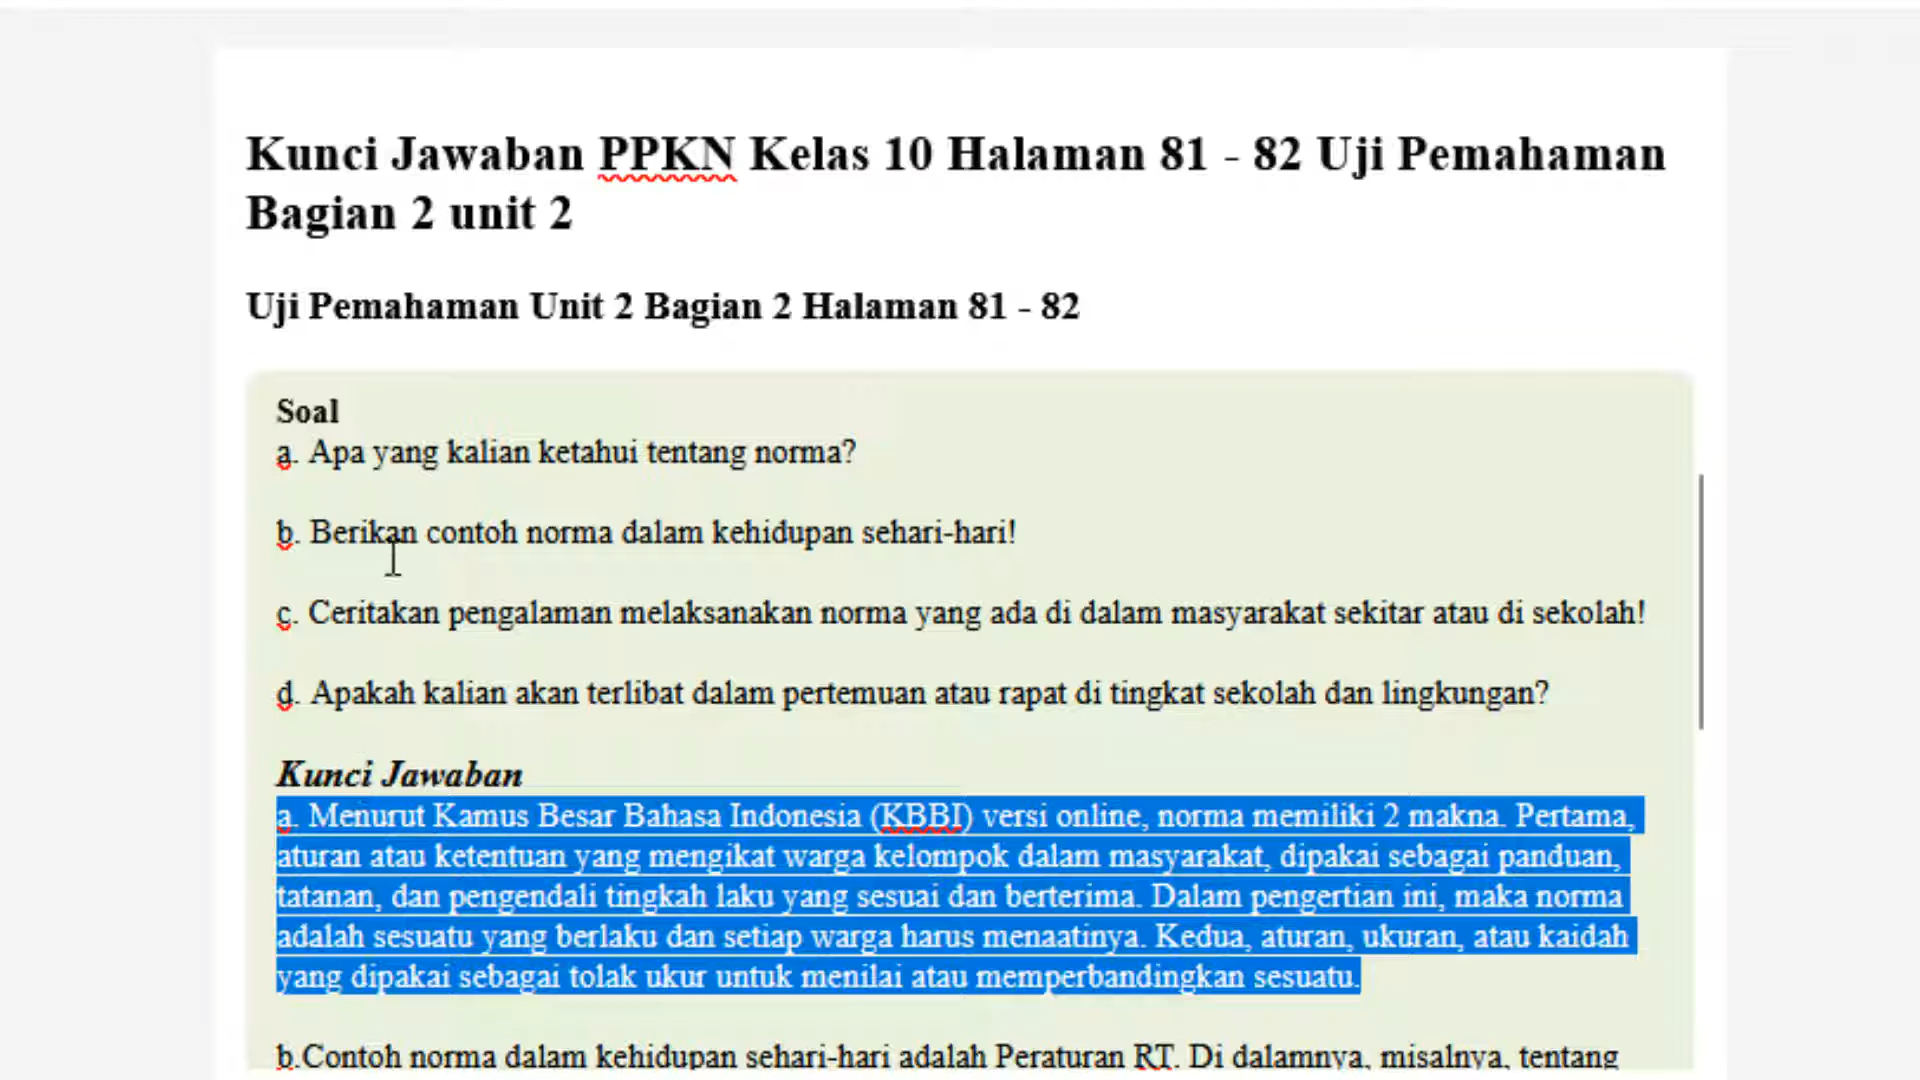 Kunci Jawaban PPKN Kelas 10 Halaman 81 - 82 Uji Pemahaman
Bagian 2 unit 2
Uji Pemahaman Unit 2 Bagian 2 Halaman 81 - 82
Soal
a. Apa yang kalian ketahui tentang norma?
b. Berikan contoh norma dalam kehidupan sehari-hari!
c. Ceritakan pengalaman melaksanakan norma yang ada di dalam masyarakat sekitar atau di sekolah!
d. Apakah kalian akan terlibat dalam pertemuan atau rapat di tingkat sekolah dan lingkungan?
Kunci Jawaban
a. Menurut Kamus Besar Bahasa Indonesia (KBBI) versi online, norma memiliki 2 makna. Pertama,
aturan atau ketentuan yang mengikat warga kelompok dalam masyarakat, dipakai sebagai panduan,
tatanan, dan pengendali tingkah laku yang sesuai dan berterima. Dalam pengertian ini, maka norma
adalah sesuatu yang berlaku dan setiap warga harus menaatinya. Kedua, aturan, ukuran, atau kaidah
yang dipakai sebagai tolak ukur untuk menilai atau memperbandingkan sesuatu.
b.Contoh norma dalam kehidupan sehari-hari adalah Peraturan RT. Di dalamnya, misalnya, tentang